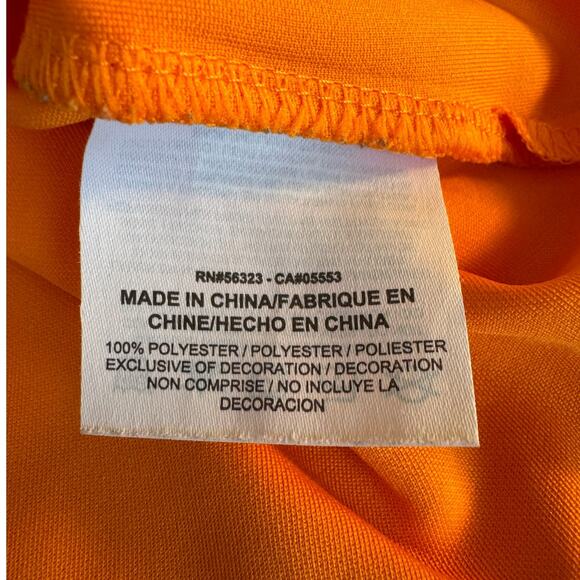 RN#56323 - CA#05553
MADE IN CHINA/FABRIQUE EN
CHINE/HECHO EN CHINA
100% POLYESTER / POLYESTER / POLIESTER
EXCLUSIVE OF DECORATION / DECORATION
NON COMPRISE / NO INCLUYE LA
DECORACION